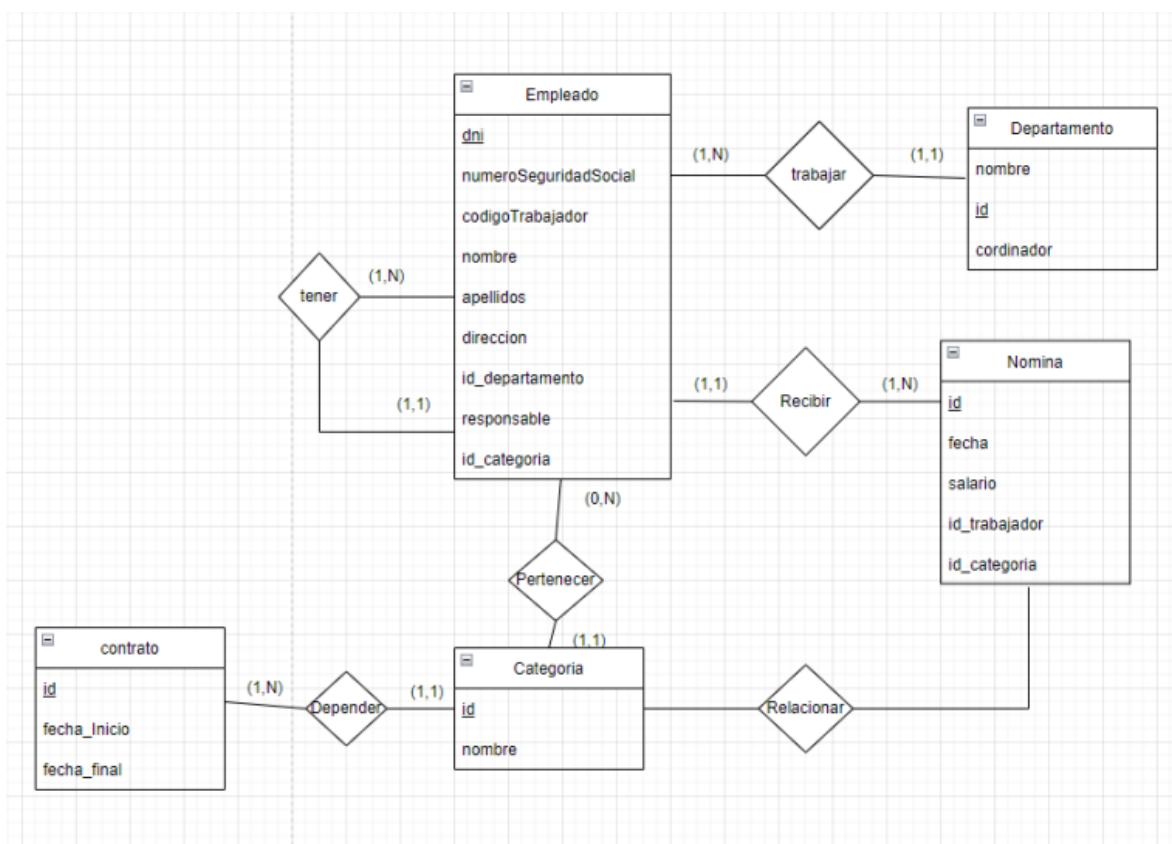 Empleado
dni
numeroSeguridadSocial
codigoTrabajador
nombre
apellidos
direccion
id_departamento
responsable
id_categoria
(1,N)
trabajar
(1,1)
Departamento
nombre
id
cordinador
tener
(1,N)
(1,1)
(1,1)
Recibir
(1,N)
Nomina
id
fecha
salario
id_trabajador
id_categoria
(0,N)
Pertenecer
(1,1)
contrato
id
fecha_Inicio
fecha_final
(1,N)
Depender
(1,1)
Categoria
id
nombre
Relacionar